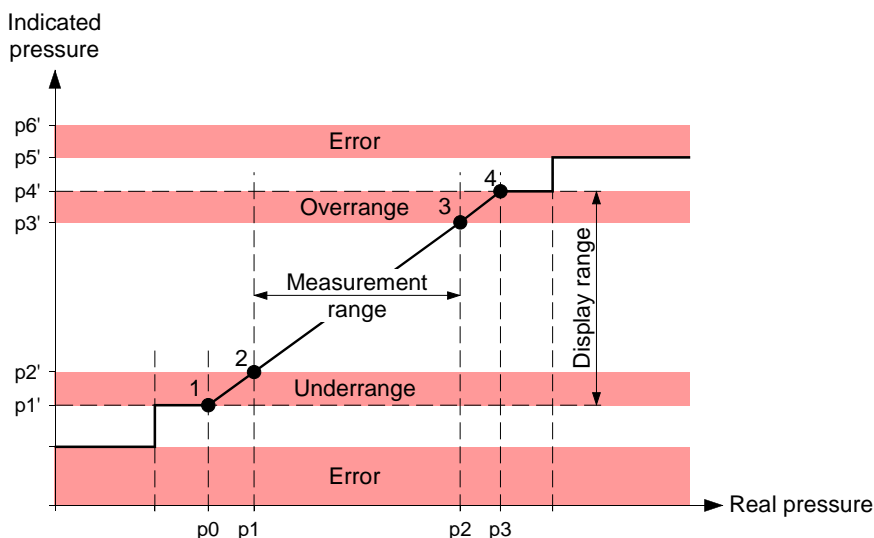 Indicated
pressure
p6'
Error
p5'
p4'
4
Overrange
3
p3'
Measurement
range
Display range
p2'
2
1
Underrange
p1'
Error
Real pressure
p0
p1
p2
p3